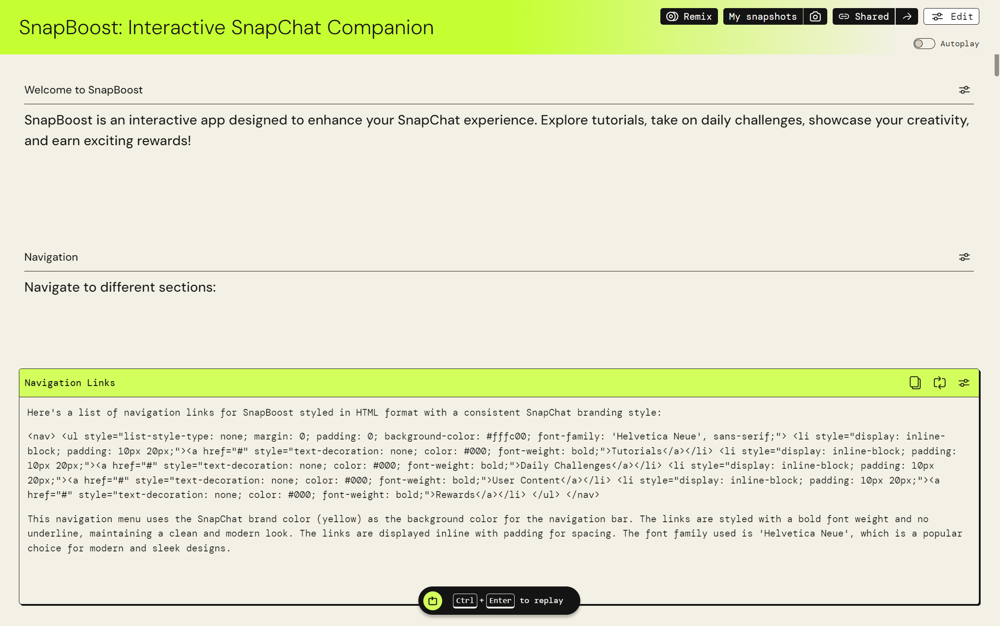 SnapBoost: Interactive SnapChat Companion
Remix
My snapshots
Shared
Edit
Autoplay
Welcome to SnapBoost
SnapBoost is an interactive app designed to enhance your SnapChat experience. Explore tutorials, take on daily challenges, showcase your creativity,
and earn exciting rewards!
Navigation
Navigate to different sections:
Navigation Links
Here's a list of navigation links for SnapBoost styled in HTML format with a consistent SnapChat branding style:
<nav> <ul style="list-style-type: none; margin: 0; padding: 0; background-color: #fffc00; font-family: 'Helvetica Neue', sans-serif;"> <li style="display: inline-
block; padding: 10px 20px;"><a href="#" style="text-decoration: none; color: #000; font-weight: bold;">Tutorials</a></li> <li style="display: inline-block; padding:
10px 20px;"><a href="#" style="text-decoration: none; color: #000; font-weight: bold;">Daily Challenges</a></li> <li style="display: inline-block; padding: 10px
20px;"><a href="#" style="text-decoration: none; color: #000; font-weight: bold;">User Content</a></li> <li style="display: inline-block; padding: 10px 20px;"><a
href="#" style="text-decoration: none; color: #000; font-weight: bold;">Rewards</a></li> </ul> </nav>
This navigation menu uses the SnapChat brand color (yellow) as the background color for the navigation bar. The links are styled with a bold font weight and no
underline, maintaining a clean and modern look. The links are displayed inline with padding for spacing. The font family used is 'Helvetica Neue', which is a popular
choice for modern and sleek designs.
Ctrl + Enter to replay